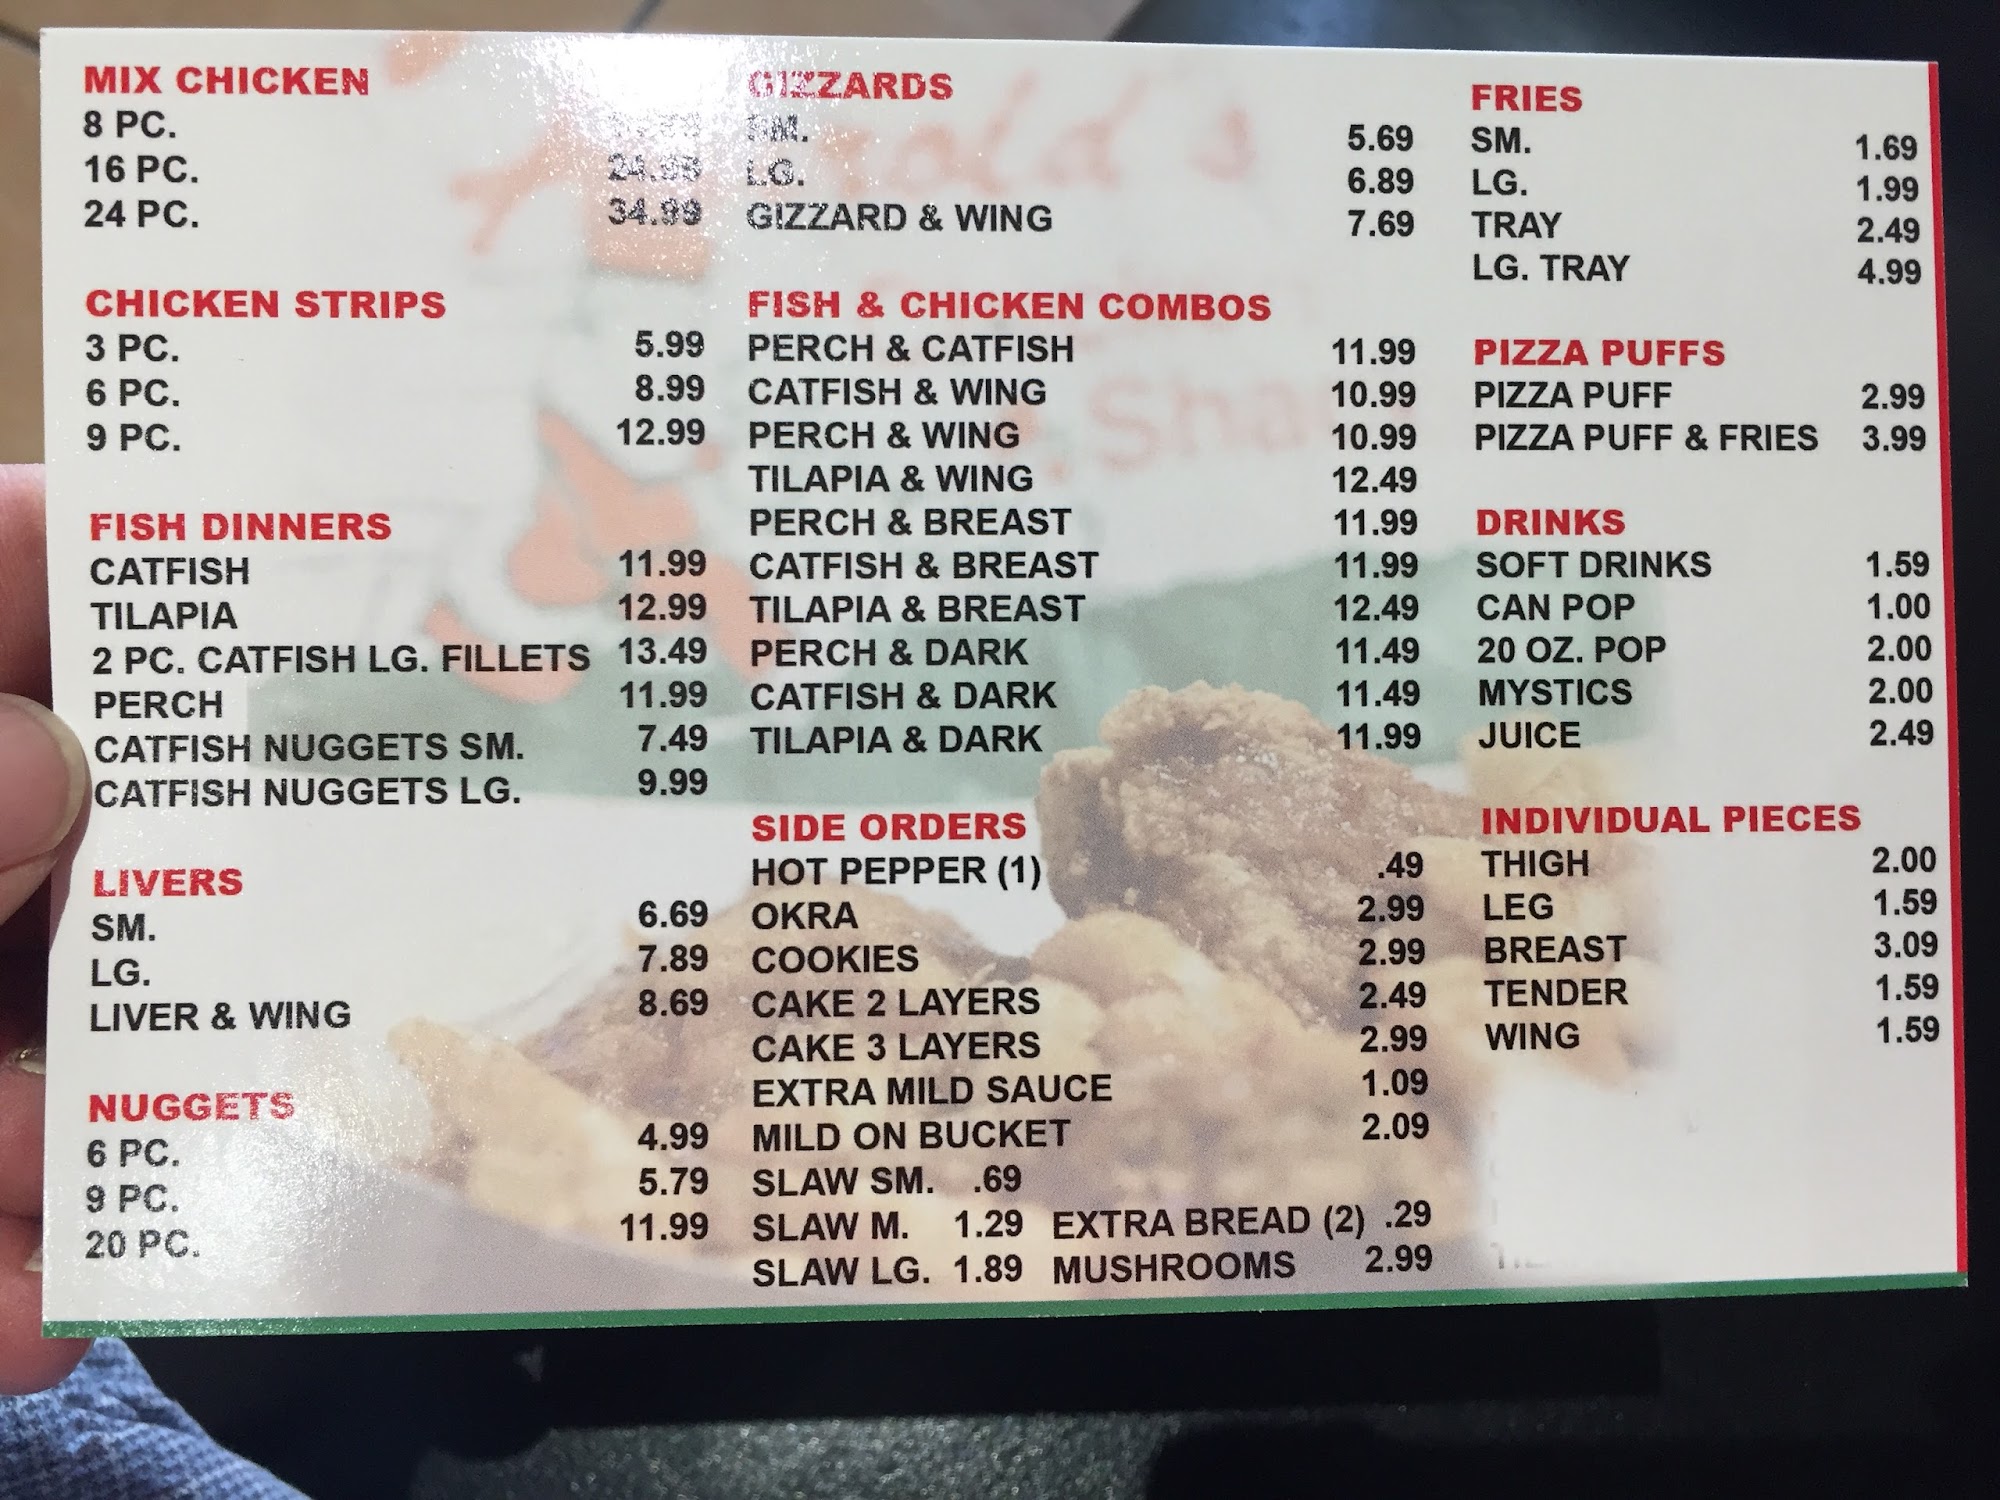 MIX CHICKEN
8 PC.
16 PC. 24.99
24 PC. 34.99
CHICKEN STRIPS
3 PC. 5.99
6 PC. 8.99
9 PC. 12.99
FISH DINNERS
CATFISH 11.99
TILAPIA 12.99
2 PC. CATFISH LG. FILLETS 13.49
PERCH 11.99
CATFISH NUGGETS SM. 7.49
CATFISH NUGGETS LG. 9.99
LIVERS
SM. 6.69
LG. 7.89
LIVER & WING 8.69
NUGGETS
6 PC. 4.99
9 PC. 5.79
20 PC. 11.99
GIZZARDS
SM. 5.69
LG. 6.89
GIZZARD & WING 7.69
FISH & CHICKEN COMBOS
PERCH & CATFISH 11.99
CATFISH & WING 10.99
PERCH & WING 10.99
TILAPIA & WING 12.49
PERCH & BREAST 11.99
CATFISH & BREAST 11.99
TILAPIA & BREAST 12.49
PERCH & DARK 11.49
CATFISH & DARK 11.49
TILAPIA & DARK 11.99
SIDE ORDERS
HOT PEPPER (1) .49
OKRA 2.99
COOKIES 2.99
CAKE 2 LAYERS 2.49
CAKE 3 LAYERS 2.99
EXTRA MILD SAUCE 1.09
MILD ON BUCKET 2.09
SLAW SM. .69
SLAW M. 1.29 EXTRA BREAD (2) .29
SLAW LG. 1.89 MUSHROOMS 2.99
FRIES
SM. 1.69
LG. 1.99
TRAY 2.49
LG. TRAY 4.99
PIZZA PUFFS
PIZZA PUFF 2.99
PIZZA PUFF & FRIES 3.99
DRINKS
SOFT DRINKS 1.59
CAN POP 1.00
20 OZ. POP 2.00
MYSTICS 2.00
JUICE 2.49
INDIVIDUAL PIECES
THIGH 2.00
LEG 1.59
BREAST 3.09
TENDER 1.59
WING 1.59